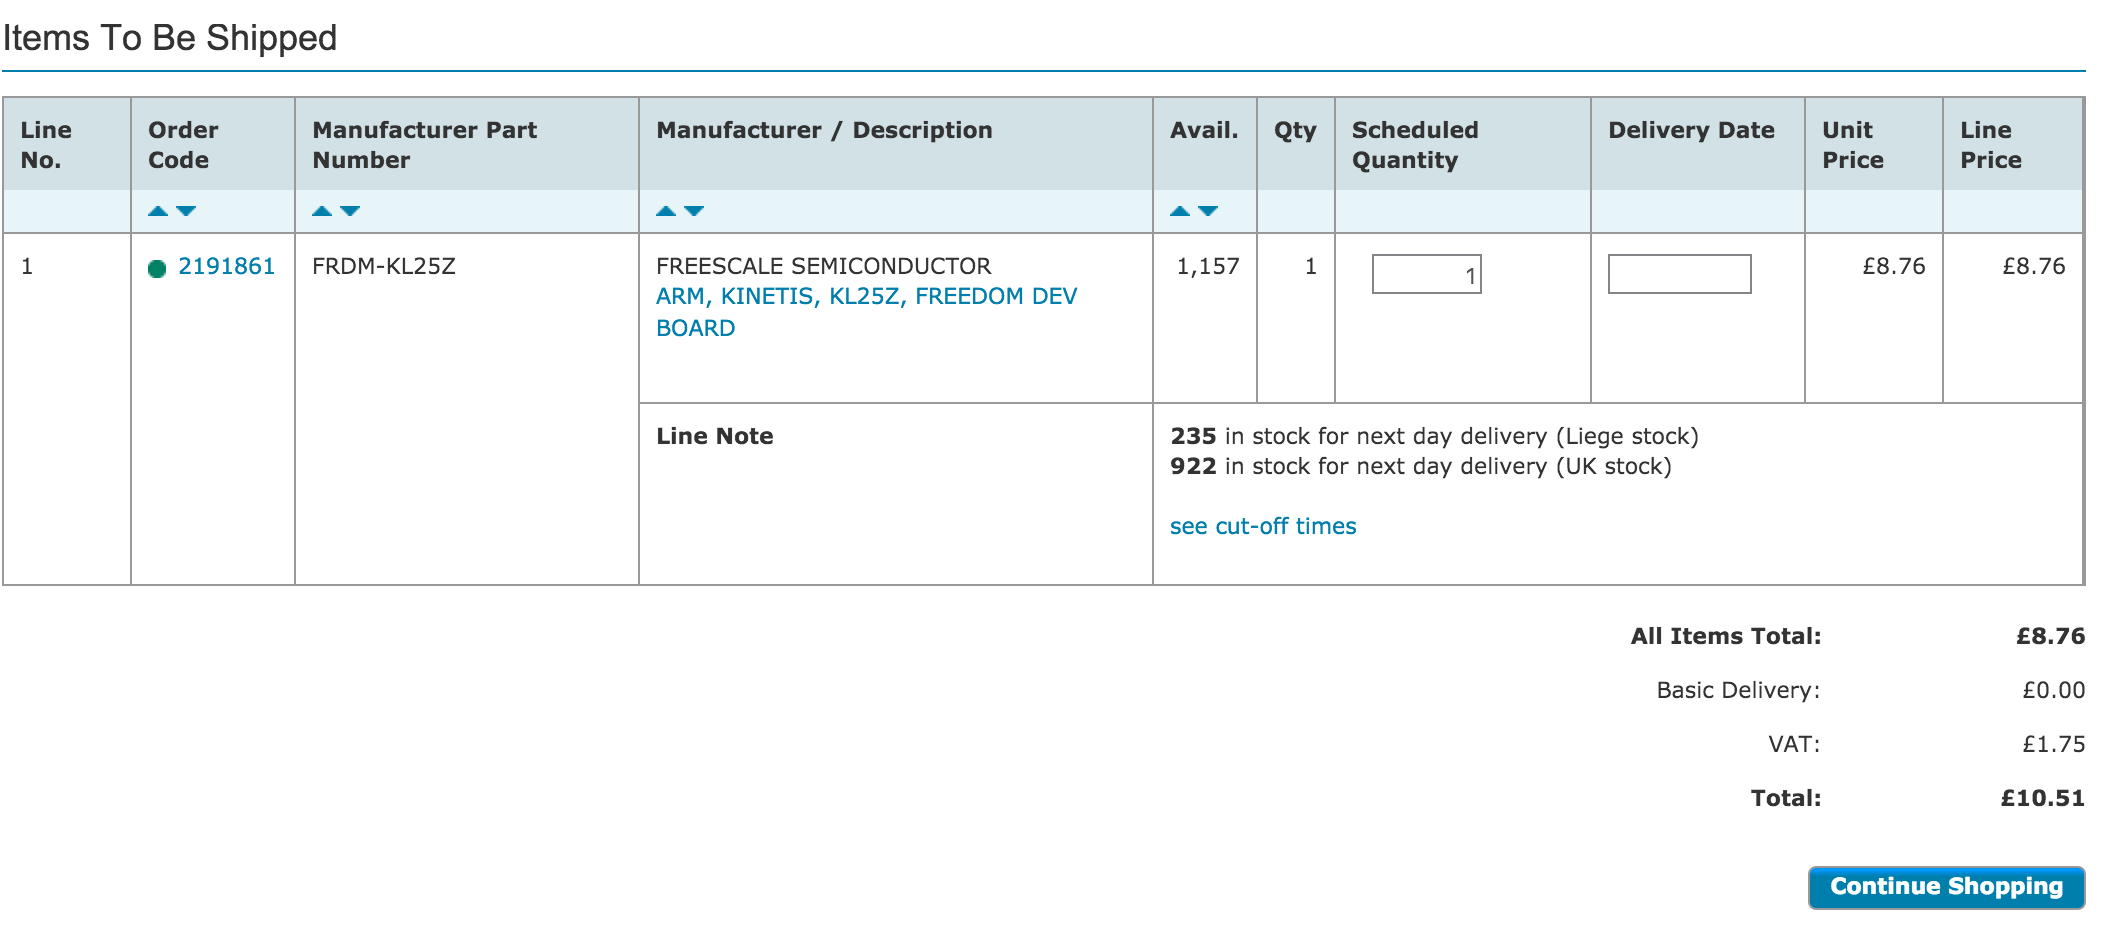 Items To Be Shipped
Line No.
Order Code
Manufacturer Part Number
Manufacturer / Description
Avail.
Qty
Scheduled Quantity
Delivery Date
Unit Price
Line Price
1
2191861
FRDM-KL25Z
FREESCALE SEMICONDUCTOR
ARM, KINETIS, KL25Z, FREEDOM DEV
BOARD
1,157
1
1
£8.76
£8.76
Line Note
235 in stock for next day delivery (Liege stock)
922 in stock for next day delivery (UK stock)
see cut-off times
All Items Total: £8.76
Basic Delivery: £0.00
VAT: £1.75
Total: £10.51
Continue Shopping